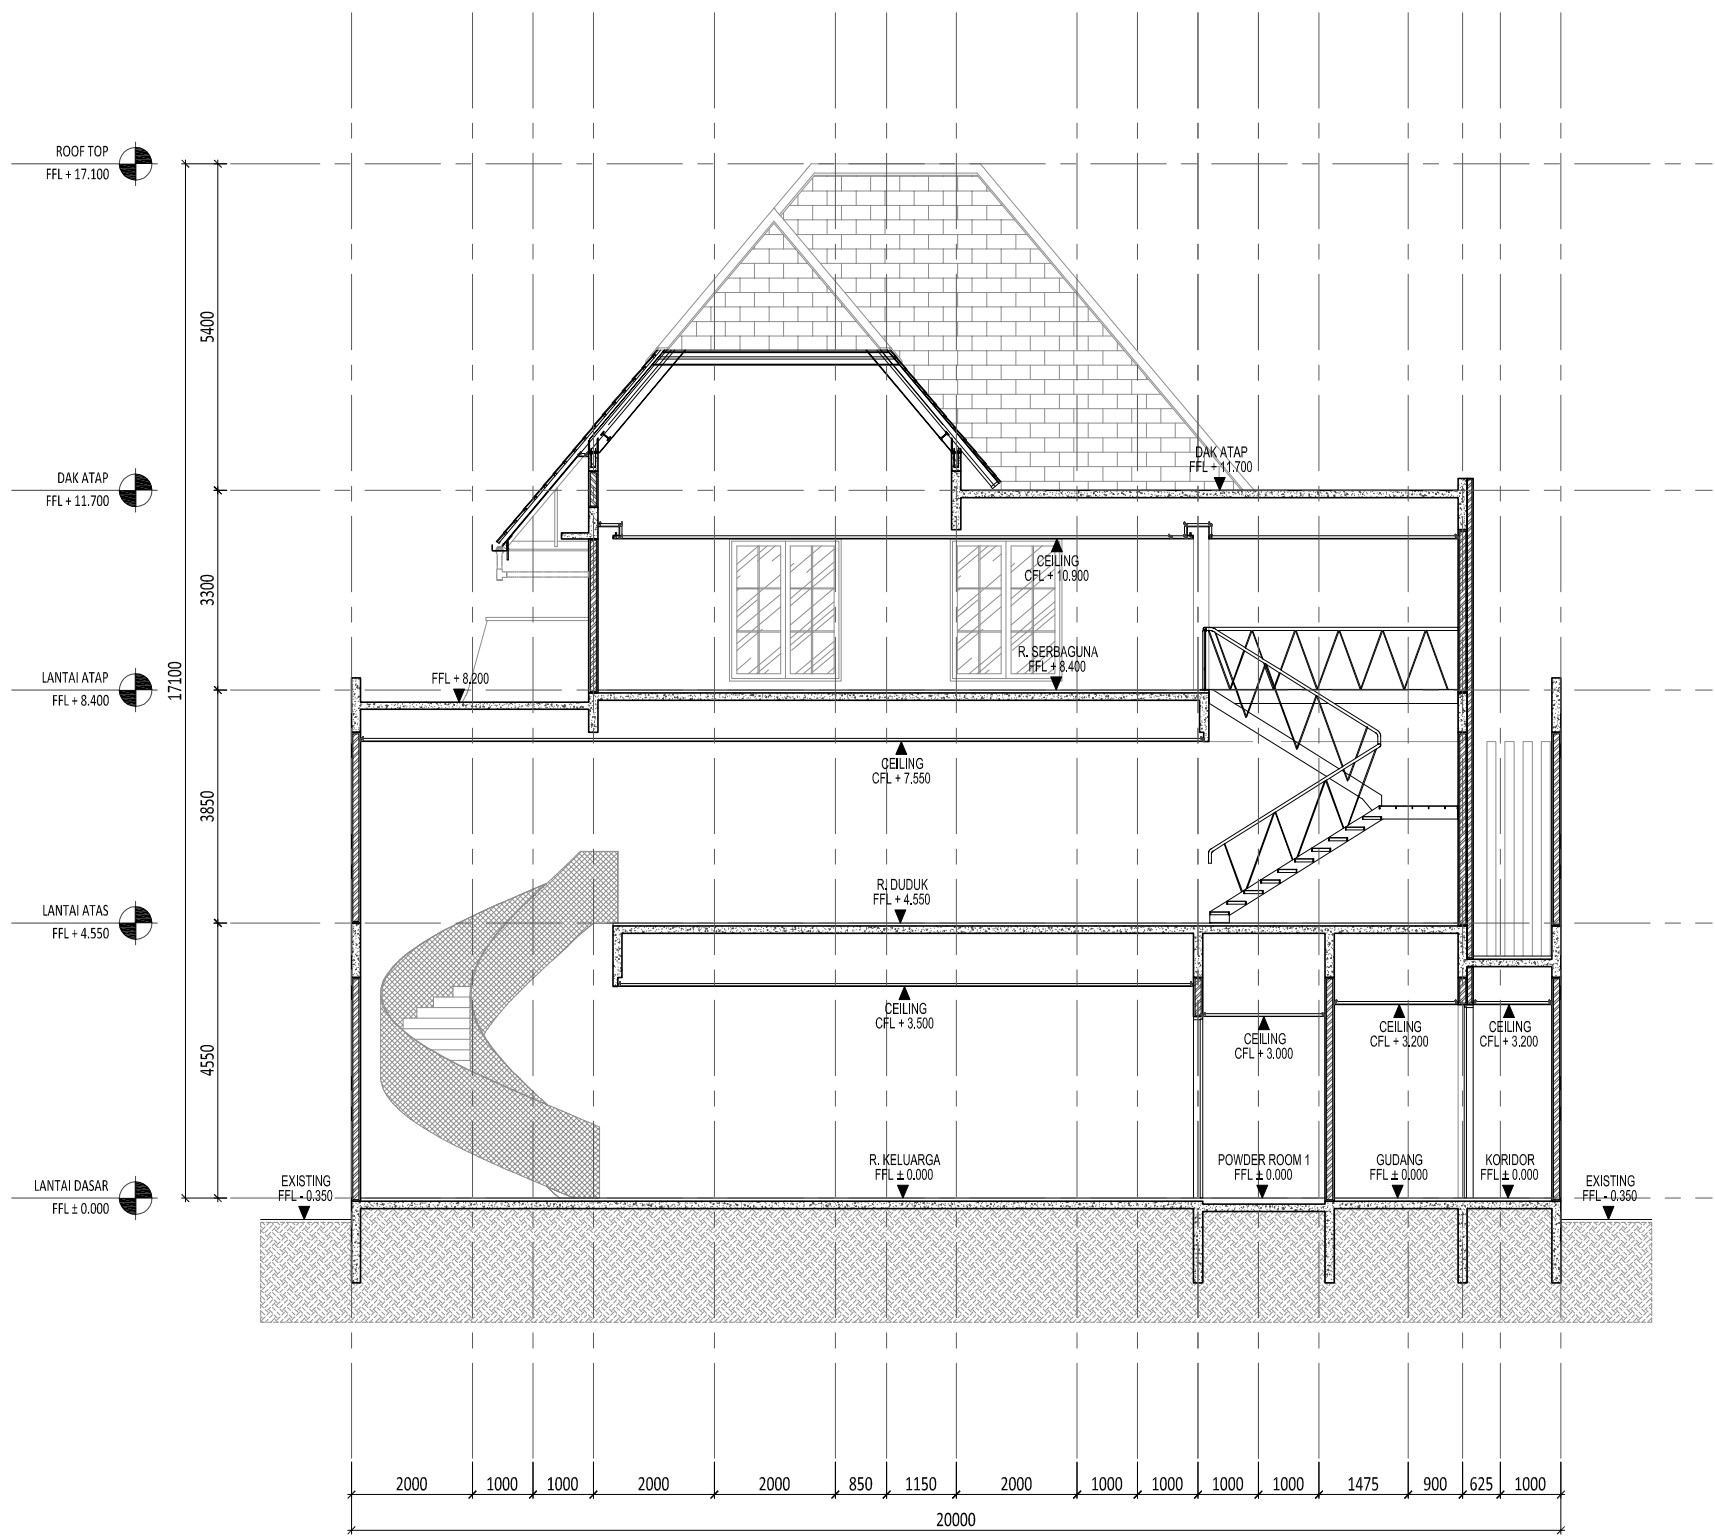 ROOF TOP
FFL + 17.100
5400
DAK ATAP
FFL + 11.700
DAK ATAP
FFL + 11.700
3300
CEILING
CFL + 10.900
17100
R. SERBAGUNA
FFL + 8.400
LANTAI ATAP
FFL + 8.400
FFL + 8.200
CEILING
CFL + 7.550
3850
R. DUDUK
FFL + 4.550
LANTAI ATAS
FFL + 4.550
CEILING
CFL + 3.500
CEILING
CFL + 3.000
CEILING
CFL + 3.200
CEILING
CFL + 3.200
4550
R. KELUARGA
FFL ± 0.000
POWDER ROOM 1
FFL ± 0.000
GUDANG
FFL ± 0.000
KORIDOR
FFL ± 0.000
LANTAI DASAR
FFL ± 0.000
EXISTING
FFL - 0.350
EXISTING
FFL - 0.350
2000 1000 1000 2000 2000 850 1150 2000 1000 1000 1000 1000 1475 900 625 1000
20000